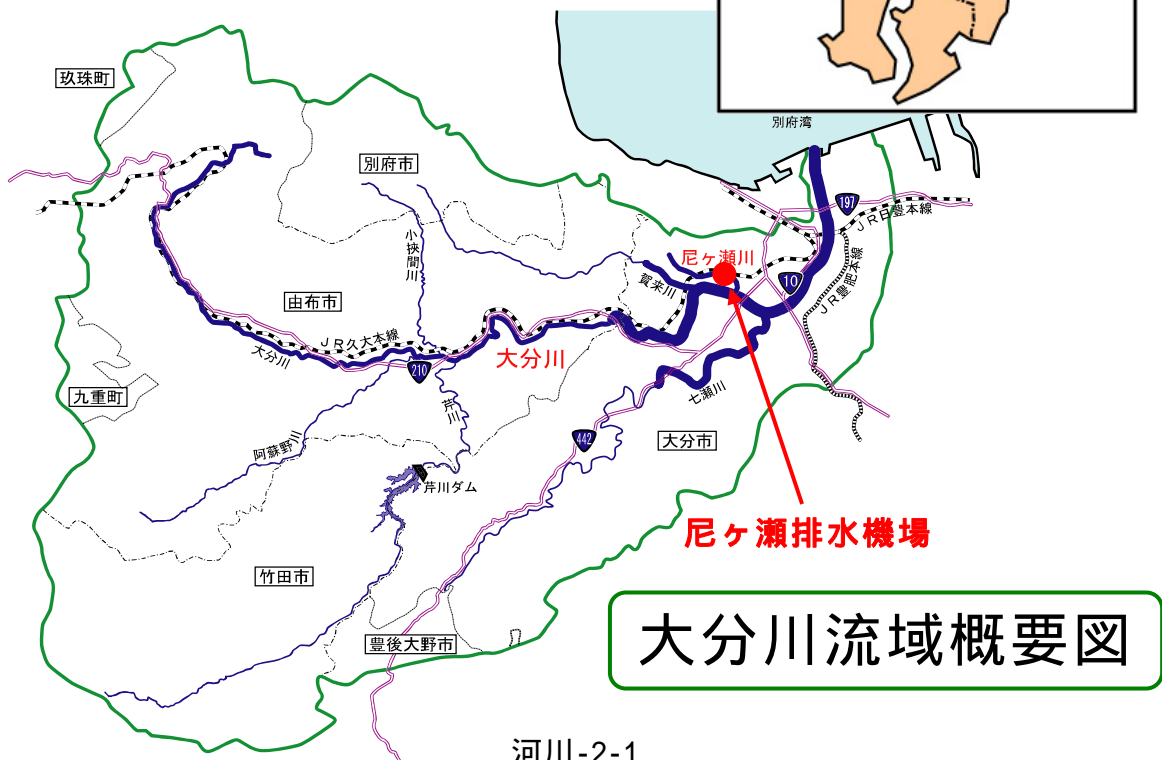 玖珠町
別府湾
別府市
197
JR日豊本線
小挾間川
尼ヶ瀬川
賀来川
10
JR豊肥本線
由布市
JR久大本線
大分川
大分川
210
九重町
芹川
七瀬川
442
大分市
阿蘇野川
芹川ダム
尼ヶ瀬排水機場
竹田市
大分川流域概要図
豊後大野市
河川-2-1